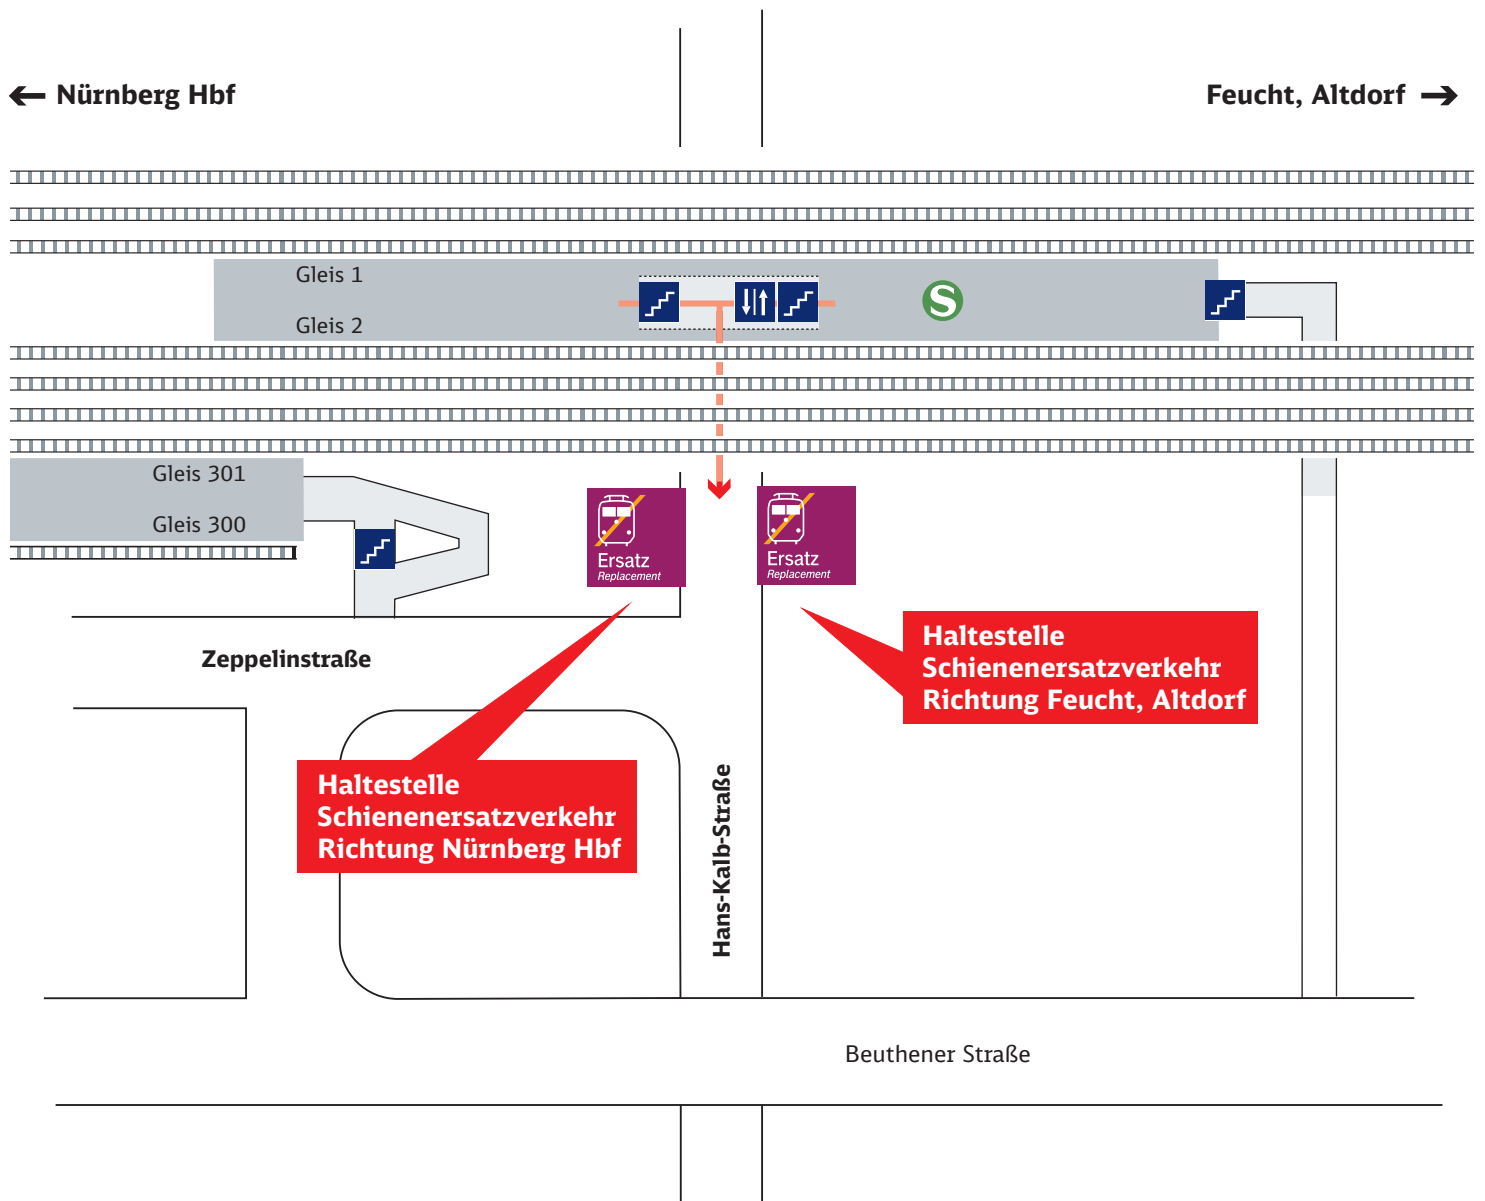 Nürnberg Hbf
Feucht, Altdorf
Gleis 1
S
Gleis 2
Gleis 301
Gleis 300
Ersatz
Replacement
Ersatz
Replacement
Zeppelinstraße
Haltestelle
Schienenersatzverkehr
Richtung Feucht, Altdorf
Haltestelle
Schienenersatzverkehr
Richtung Nürnberg Hbf
Hans-Kalb-Straße
Beuthener Straße